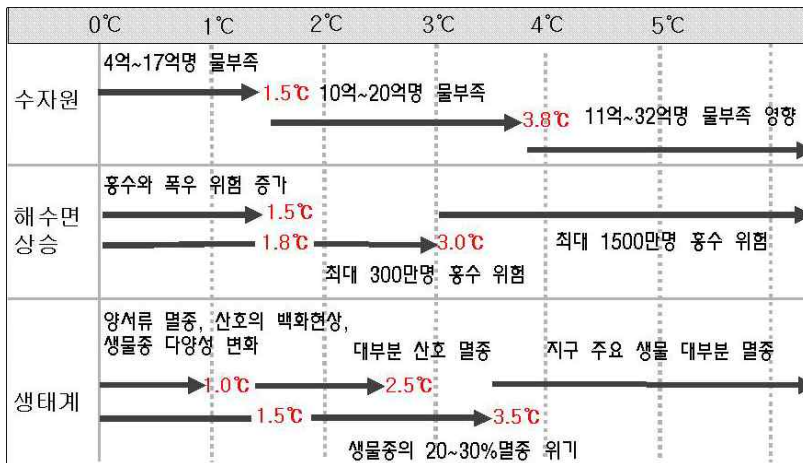 0℃ 1℃ 2℃ 3℃ 4℃ 5℃
수자원
4억~17억명 물부족
1.5℃ 10억~20억명 물부족
3.8℃ 11억~32억명 물부족 영향
해수면
상승
홍수와 폭우 위험 증가
1.5℃
1.8℃ 3.0℃
최대 300만명 홍수 위험
최대 1500만명 홍수 위험
생태계
양서류 멸종, 산호의 백화현상,
생물종 다양성 변화
대부분 산호 멸종
지구 주요 생물 대부분 멸종
1.0℃ 2.5℃
1.5℃ 3.5℃
생물종의 20~30%멸종 위기